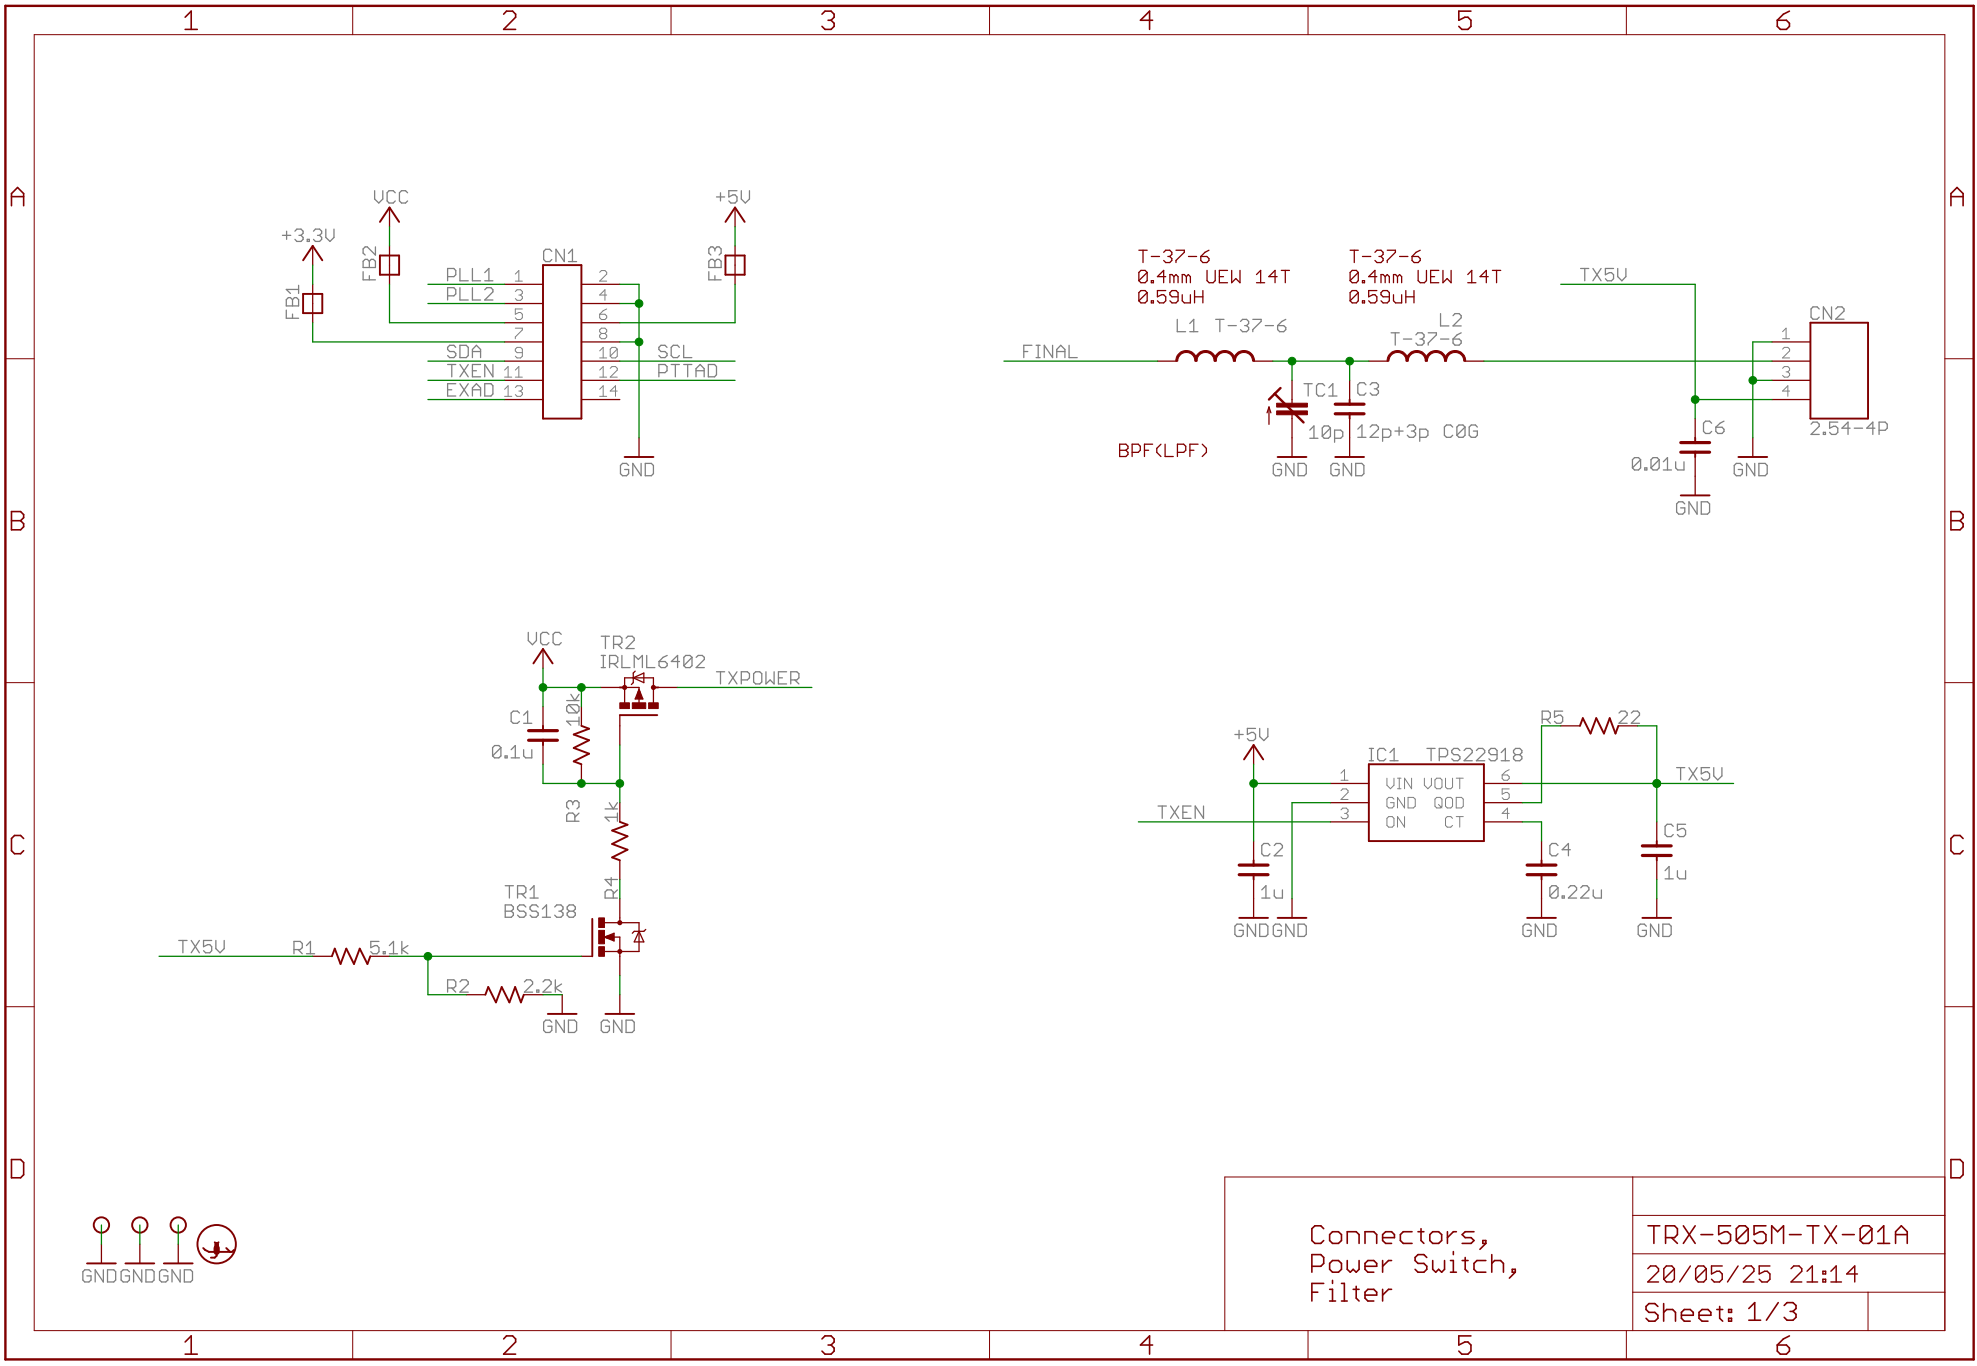 1 2 3 4 5 6
A A
B B
C C
D D
VCC
+3.3V
FB2
FB1
+5V
FB3
CN1
PLL1 1 2
PLL2 3 4
5 6
7 8
SDA 9 10 SCL
TXEN 11 12 PTTAD
EXAD 13 14
GND
T-37-6
0.4mm UEW 14T
0.59uH
T-37-6
0.4mm UEW 14T
0.59uH
L1 T-37-6
L2
T-37-6
FINAL
TC1
10p
C3
12p+3p C0G
BPF(LPF)
GND GND
TX5V
CN2
1
2
3
4
2.54-4P
C6
0.01u
GND
GND
VCC
TR2
IRLML6402
TXPOWER
C1
0.1u
10k
R3
1k
R4
TR1
BSS138
TX5V
R1 5.1k
R2 2.2k
GND GND
+5V
IC1 TPS22918
R5 22
1 VIN VOUT 6
2 GND QOD 5
3 ON CT 4
TXEN
TX5V
C2
1u
C4
0.22u
C5
1u
GND GND GND GND
GND GND GND
Connectors,
Power Switch,
Filter
TRX-505M-TX-01A
20/05/25 21:14
Sheet: 1/3
1 2 3 4 5 6